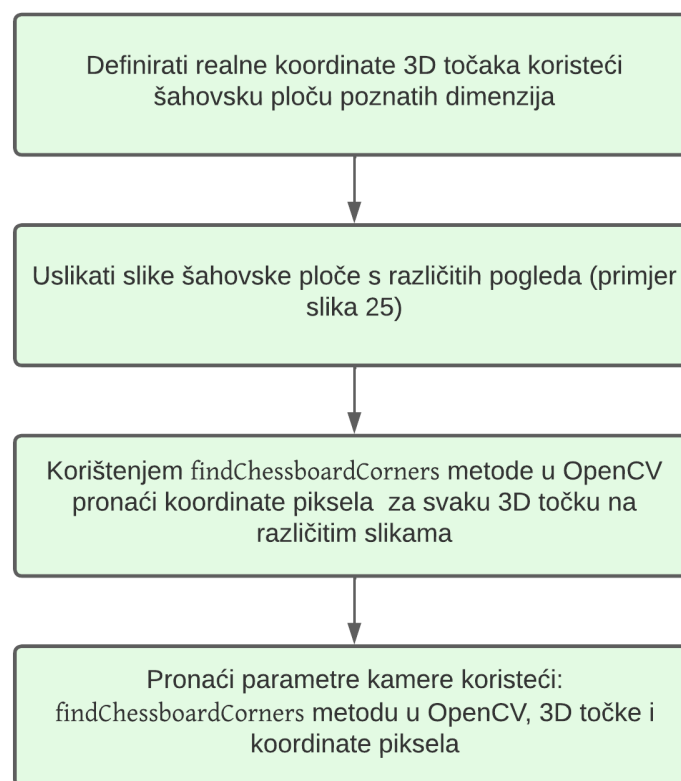 Definirati realne koordinate 3D točaka koristeći
šahovsku ploču poznatih dimenzija
Uslikati slike šahovske ploče s različitih pogleda (primjer
slika 25)
Korištenjem findChessboardCorners metode u OpenCV
pronaći koordinate piksela  za svaku 3D točku na
različitim slikama
Pronaći parametre kamere koristeći:
findChessboardCorners metodu u OpenCV, 3D točke i
koordinate piksela